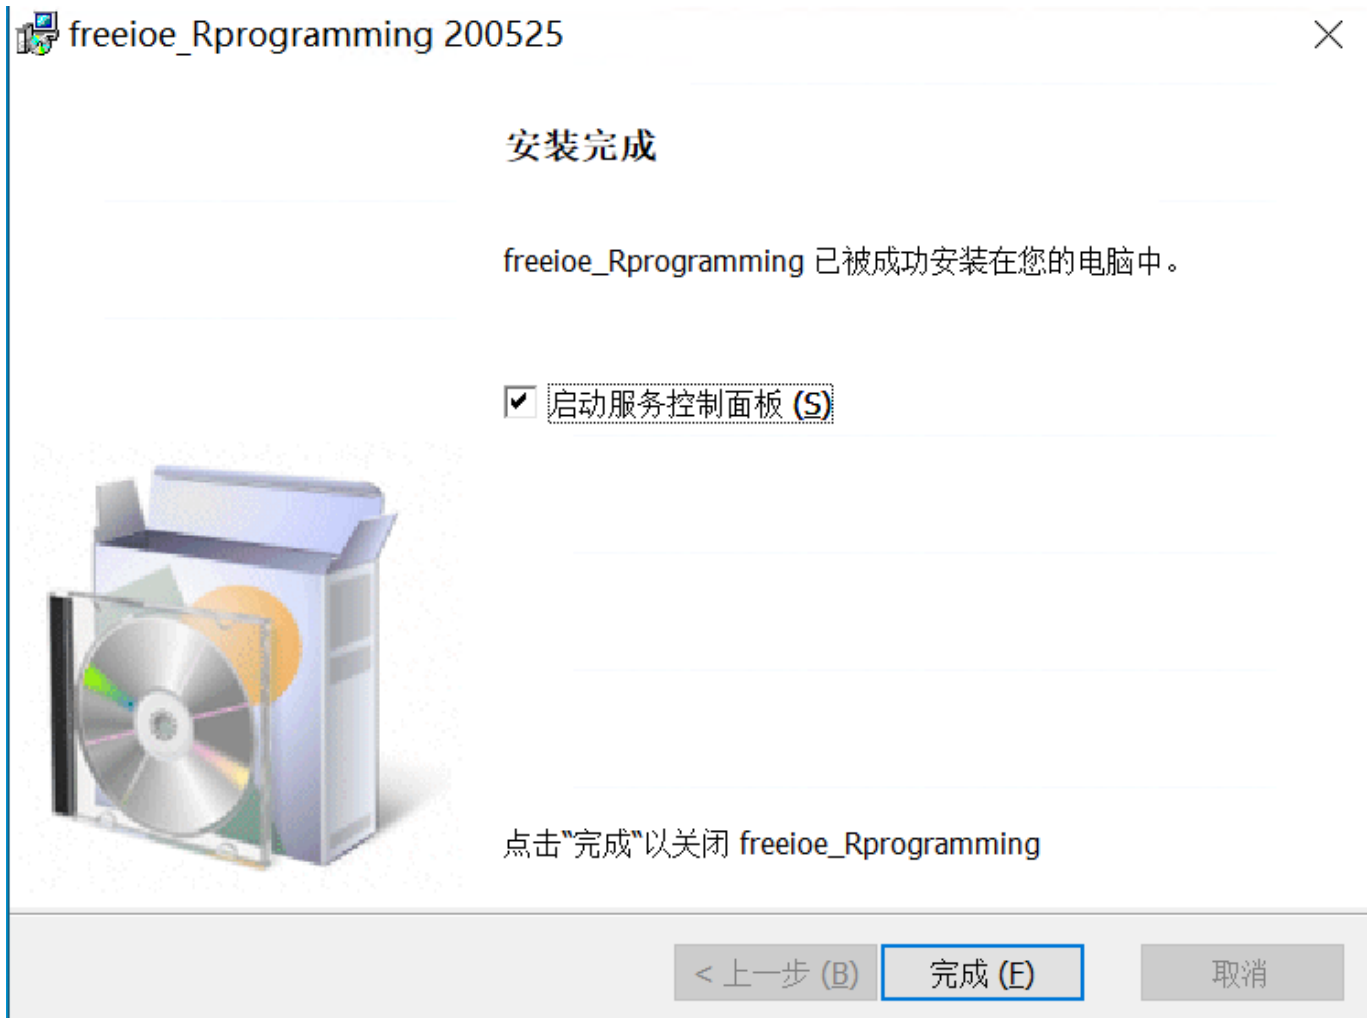 freeioe_Rprogramming 200525
安装完成
freeioe_Rprogramming 已被成功安装在您的电脑中。
启动服务控制面板 (S)
点击“完成“以关闭 freeioe_Rprogramming
< 上一步 (B)
完成 (F)
取消